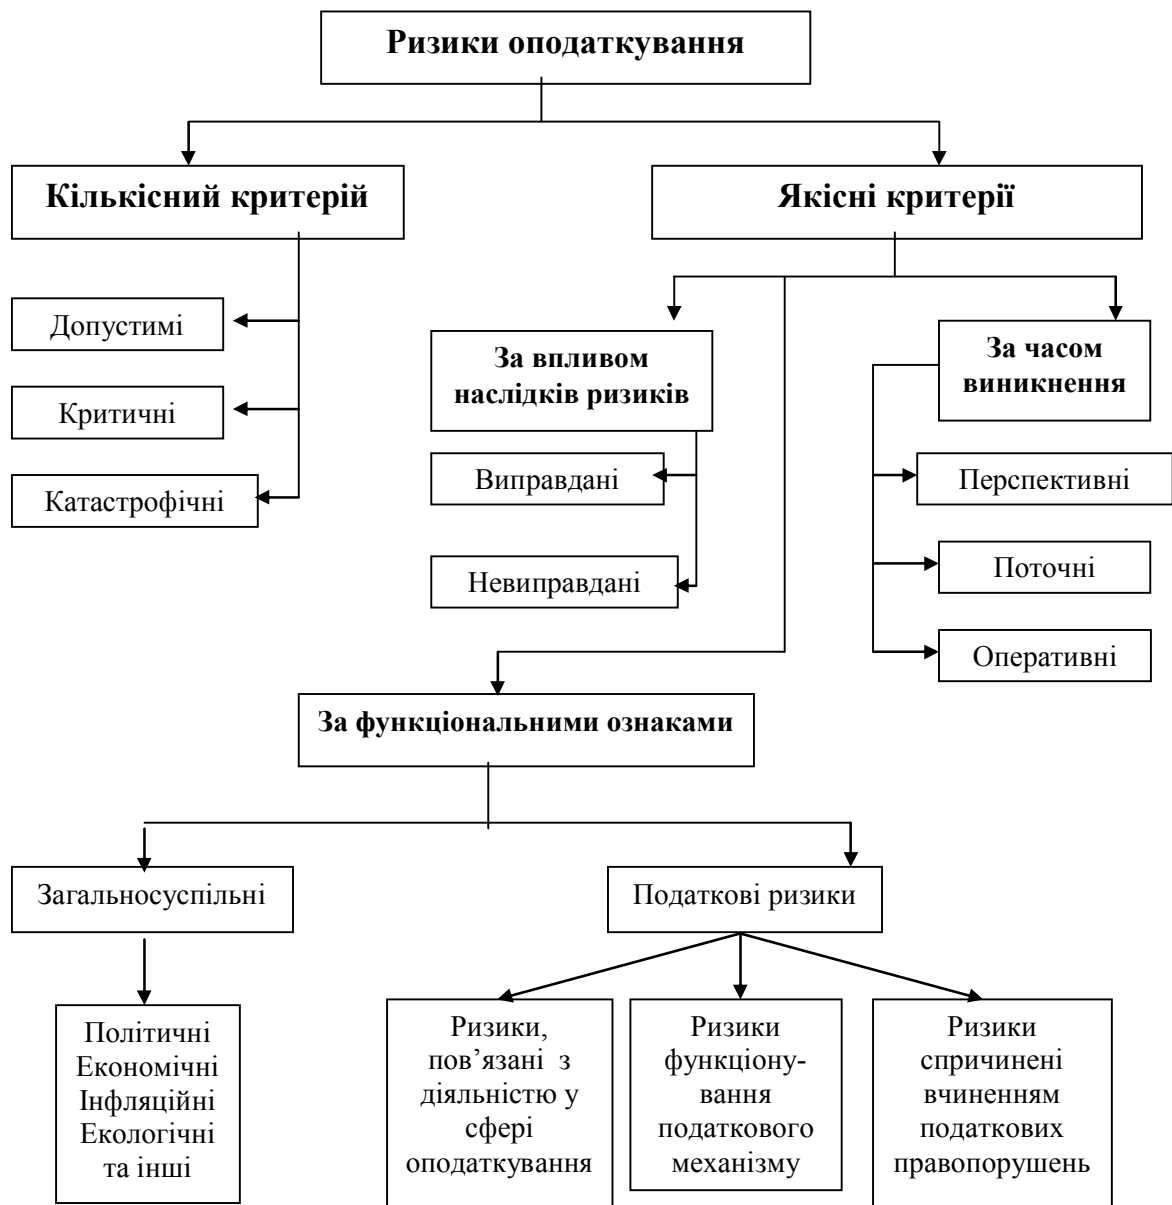 Ризики оподаткування
Кількісний критерій
Якісні критерії
Допустимі
Критичні
Катастрофічні
За впливом
наслідків ризиків
Виправдані
Невиправдані
За часом
виникнення
Перспективні
Поточні
Оперативні
За функціональними ознаками
Загальносуспільні
Податкові ризики
Політичні
Економічні
Інфляційні
Екологічні
та інші
Ризики,
пов’язані з
діяльністю у
сфері
оподаткування
Ризики
функціону-
вання
податкового
механізму
Ризики
спричинені
вчиненням
податкових
правопорушень